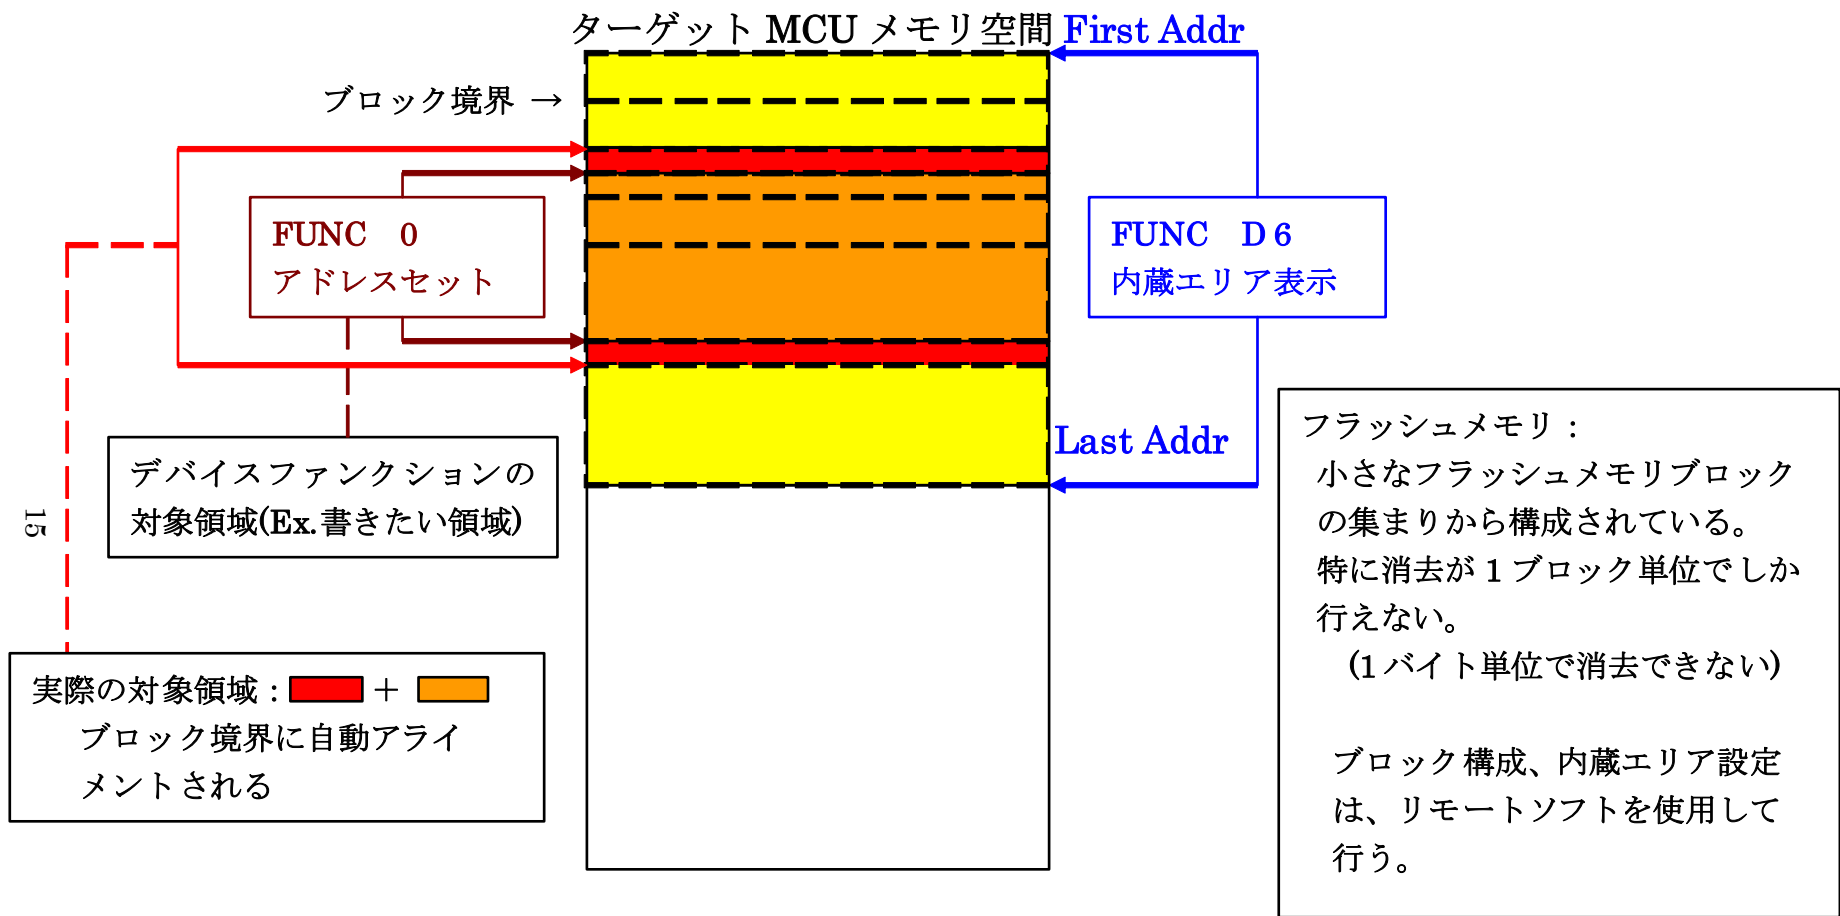 ターゲット MCU メモリ空間 First Addr
ブロック境界 →
FUNC 0
アドレスセット
FUNC D6
内蔵エリア表示
Last Addr
デバイスファンクションの
対象領域(Ex.書きたい領域)
15
実際の対象領域 : +
ブロック境界に自動アライ
メントされる
フラッシュメモリ :
小さなフラッシュメモリブロック
の集まりから構成されている。
特に消去が 1 ブロック単位でしか
行えない。
(1 バイト単位で消去できない)
ブロック構成、内蔵エリア設定
は、リモートソフトを使用して
行う。